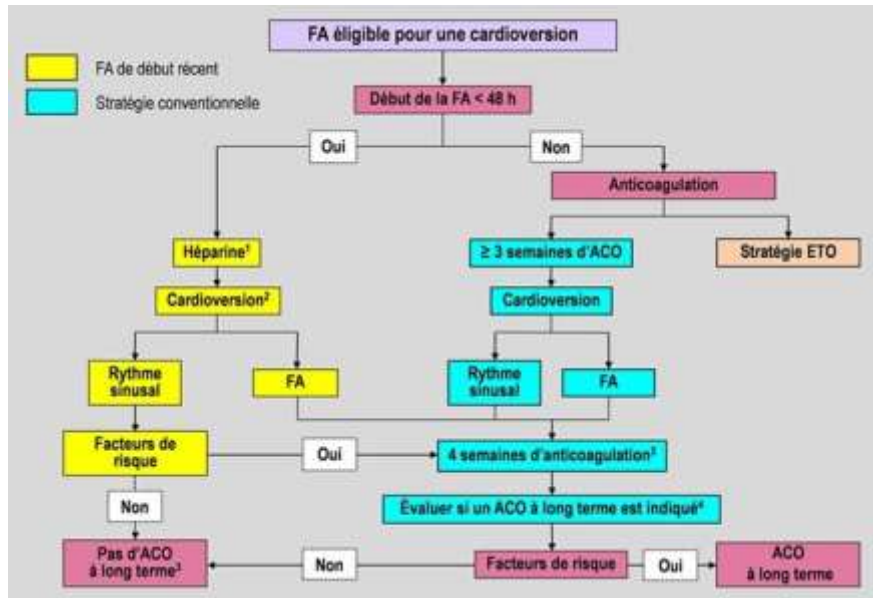 FA éligible pour une cardioversion
FA de début récent
Stratégie conventionnelle
Début de la FA < 48 h
Oui
Non
Anticoagulation
Héparine¹
≥ 3 semaines d'ACO
Stratégie ETO
Cardioversion²
Cardioversion
Rythme
sinusal
FA
Rythme
sinusal
FA
Facteurs de
risque
Oui
4 semaines d'anticoagulation³
Non
Évaluer si un ACO à long terme est indiqué⁴
Pas d'ACO
à long terme³
Non
Facteurs de risque
Oui
ACO
à long terme